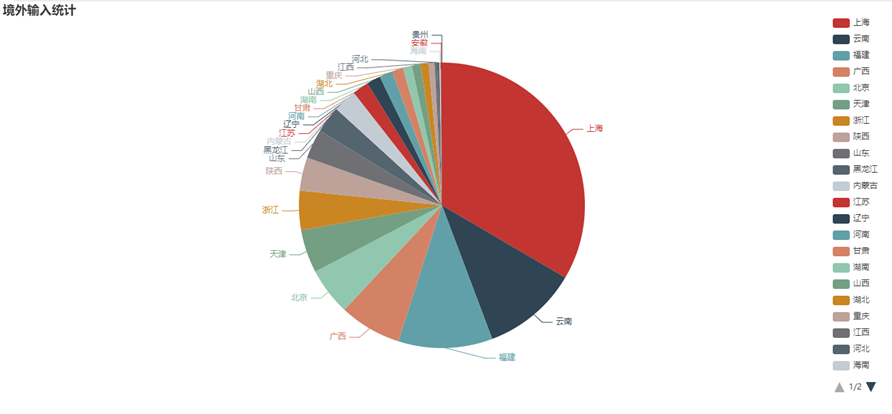 境外输入统计
上海
云南
福建
广西
北京
天津
浙江
陕西
山东
黑龙江
内蒙古
江苏
辽宁
河南
甘肃
湖南
山西
湖北
重庆
江西
河北
海南
安徽
上海
云南
福建
广西
北京
天津
浙江
陕西
山东
黑龙江
内蒙古
江苏
辽宁
河南
甘肃
湖南
山西
湖北
重庆
江西
河北
海南
1/2